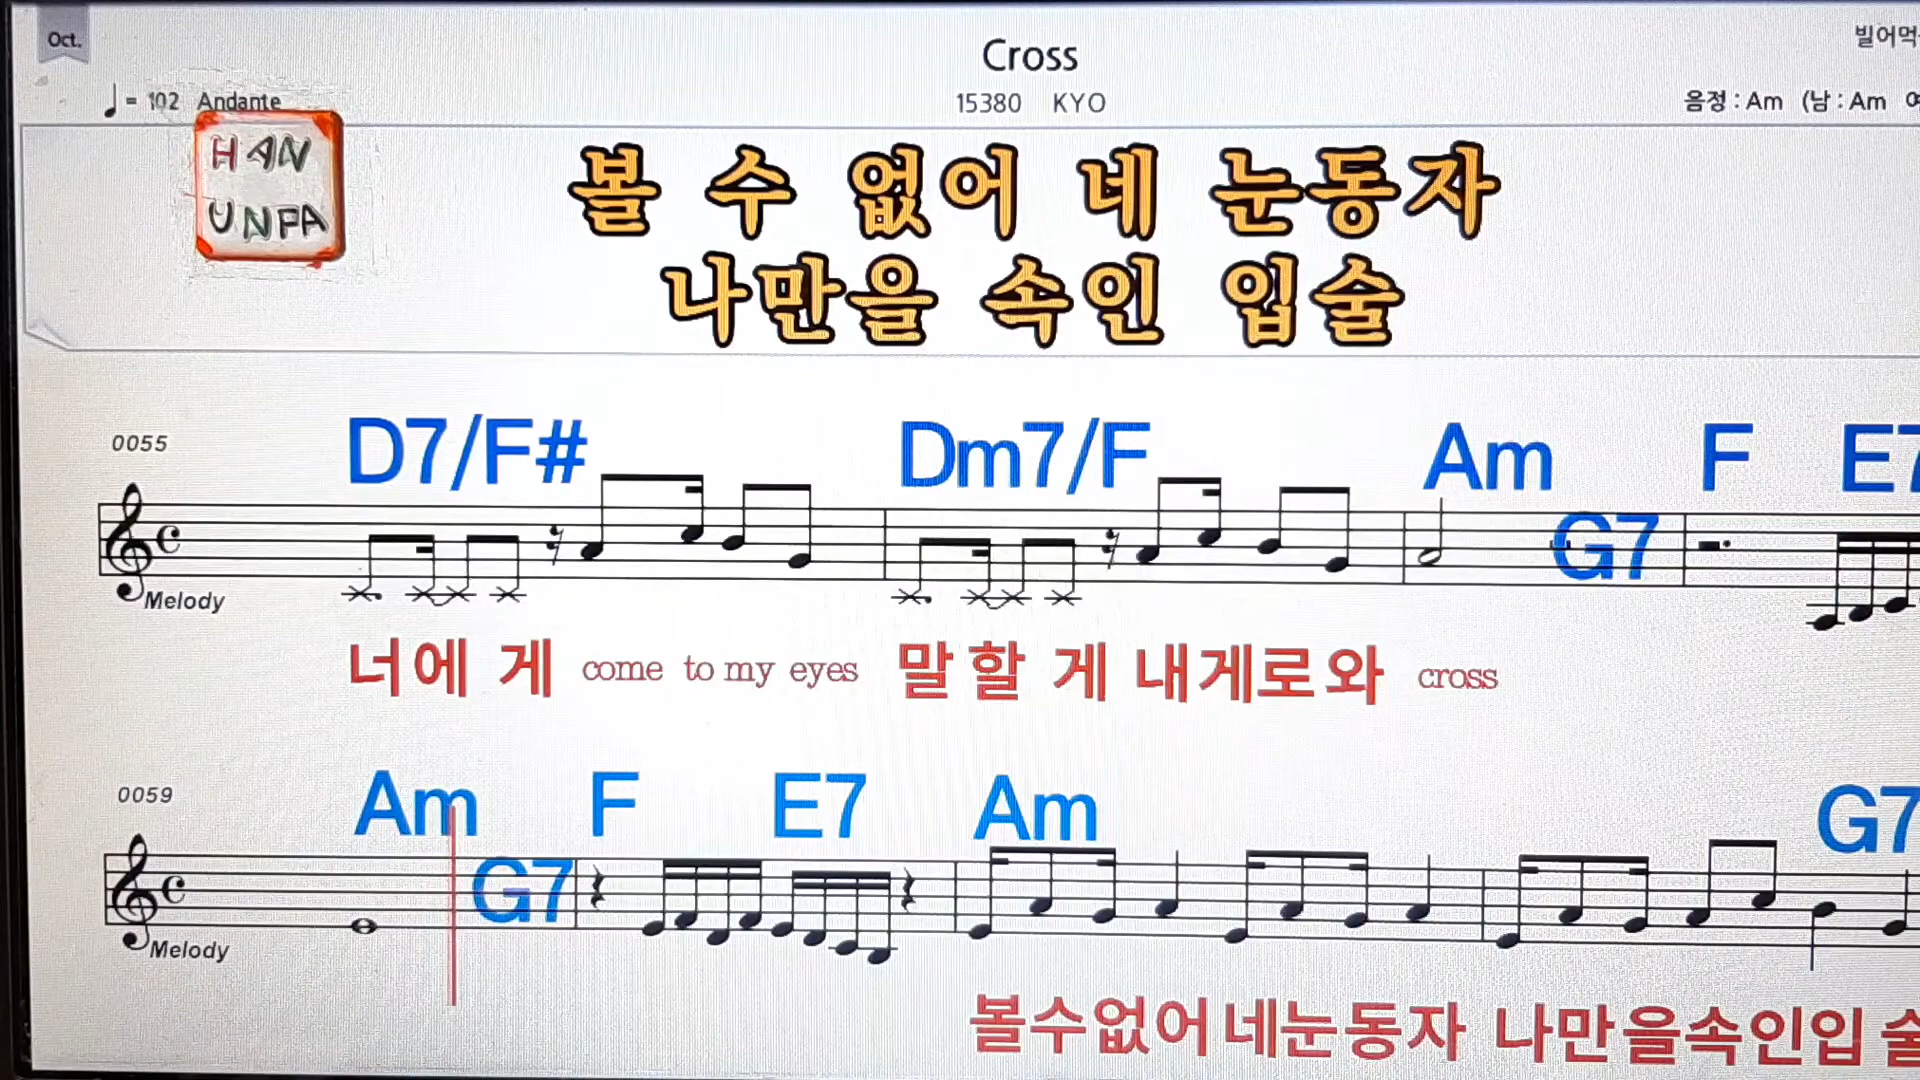 Oct.
Cross
빌어먹
♩ = 102 Andante
15380 KYO
음정 : Am (남 : Am 여
HAN
UNPA
볼 수 없어 네 눈동자
나만을 속인 입술
0055
D7/F# Dm7/F Am G7 F E7
Melody
너에 게 come to my eyes 말할 게 내게로와 cross
0059
Am G7 F E7 Am G7
Melody
볼수없어네눈동자 나만을속인입 술